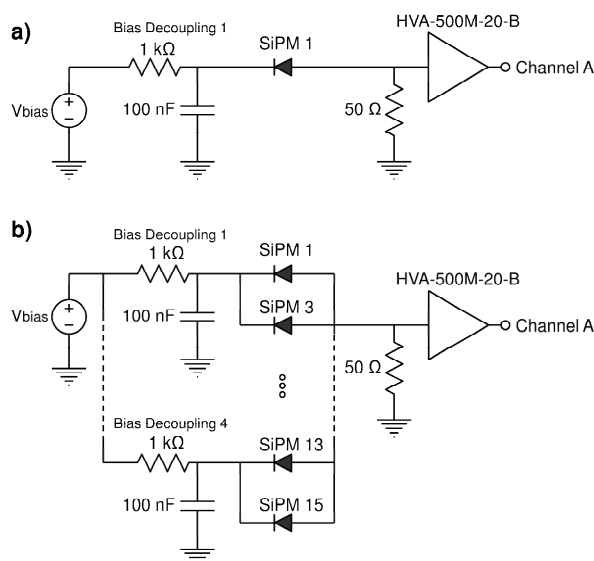 a)
Bias Decoupling 1
1 kΩ
SiPM 1
HVA-500M-20-B
Channel A
Vbias
+
−
100 nF
50 Ω
b)
Bias Decoupling 1
1 kΩ
SiPM 1
HVA-500M-20-B
SiPM 3
Vbias
+
−
100 nF
Channel A
50 Ω
Bias Decoupling 4
1 kΩ
SiPM 13
100 nF
SiPM 15